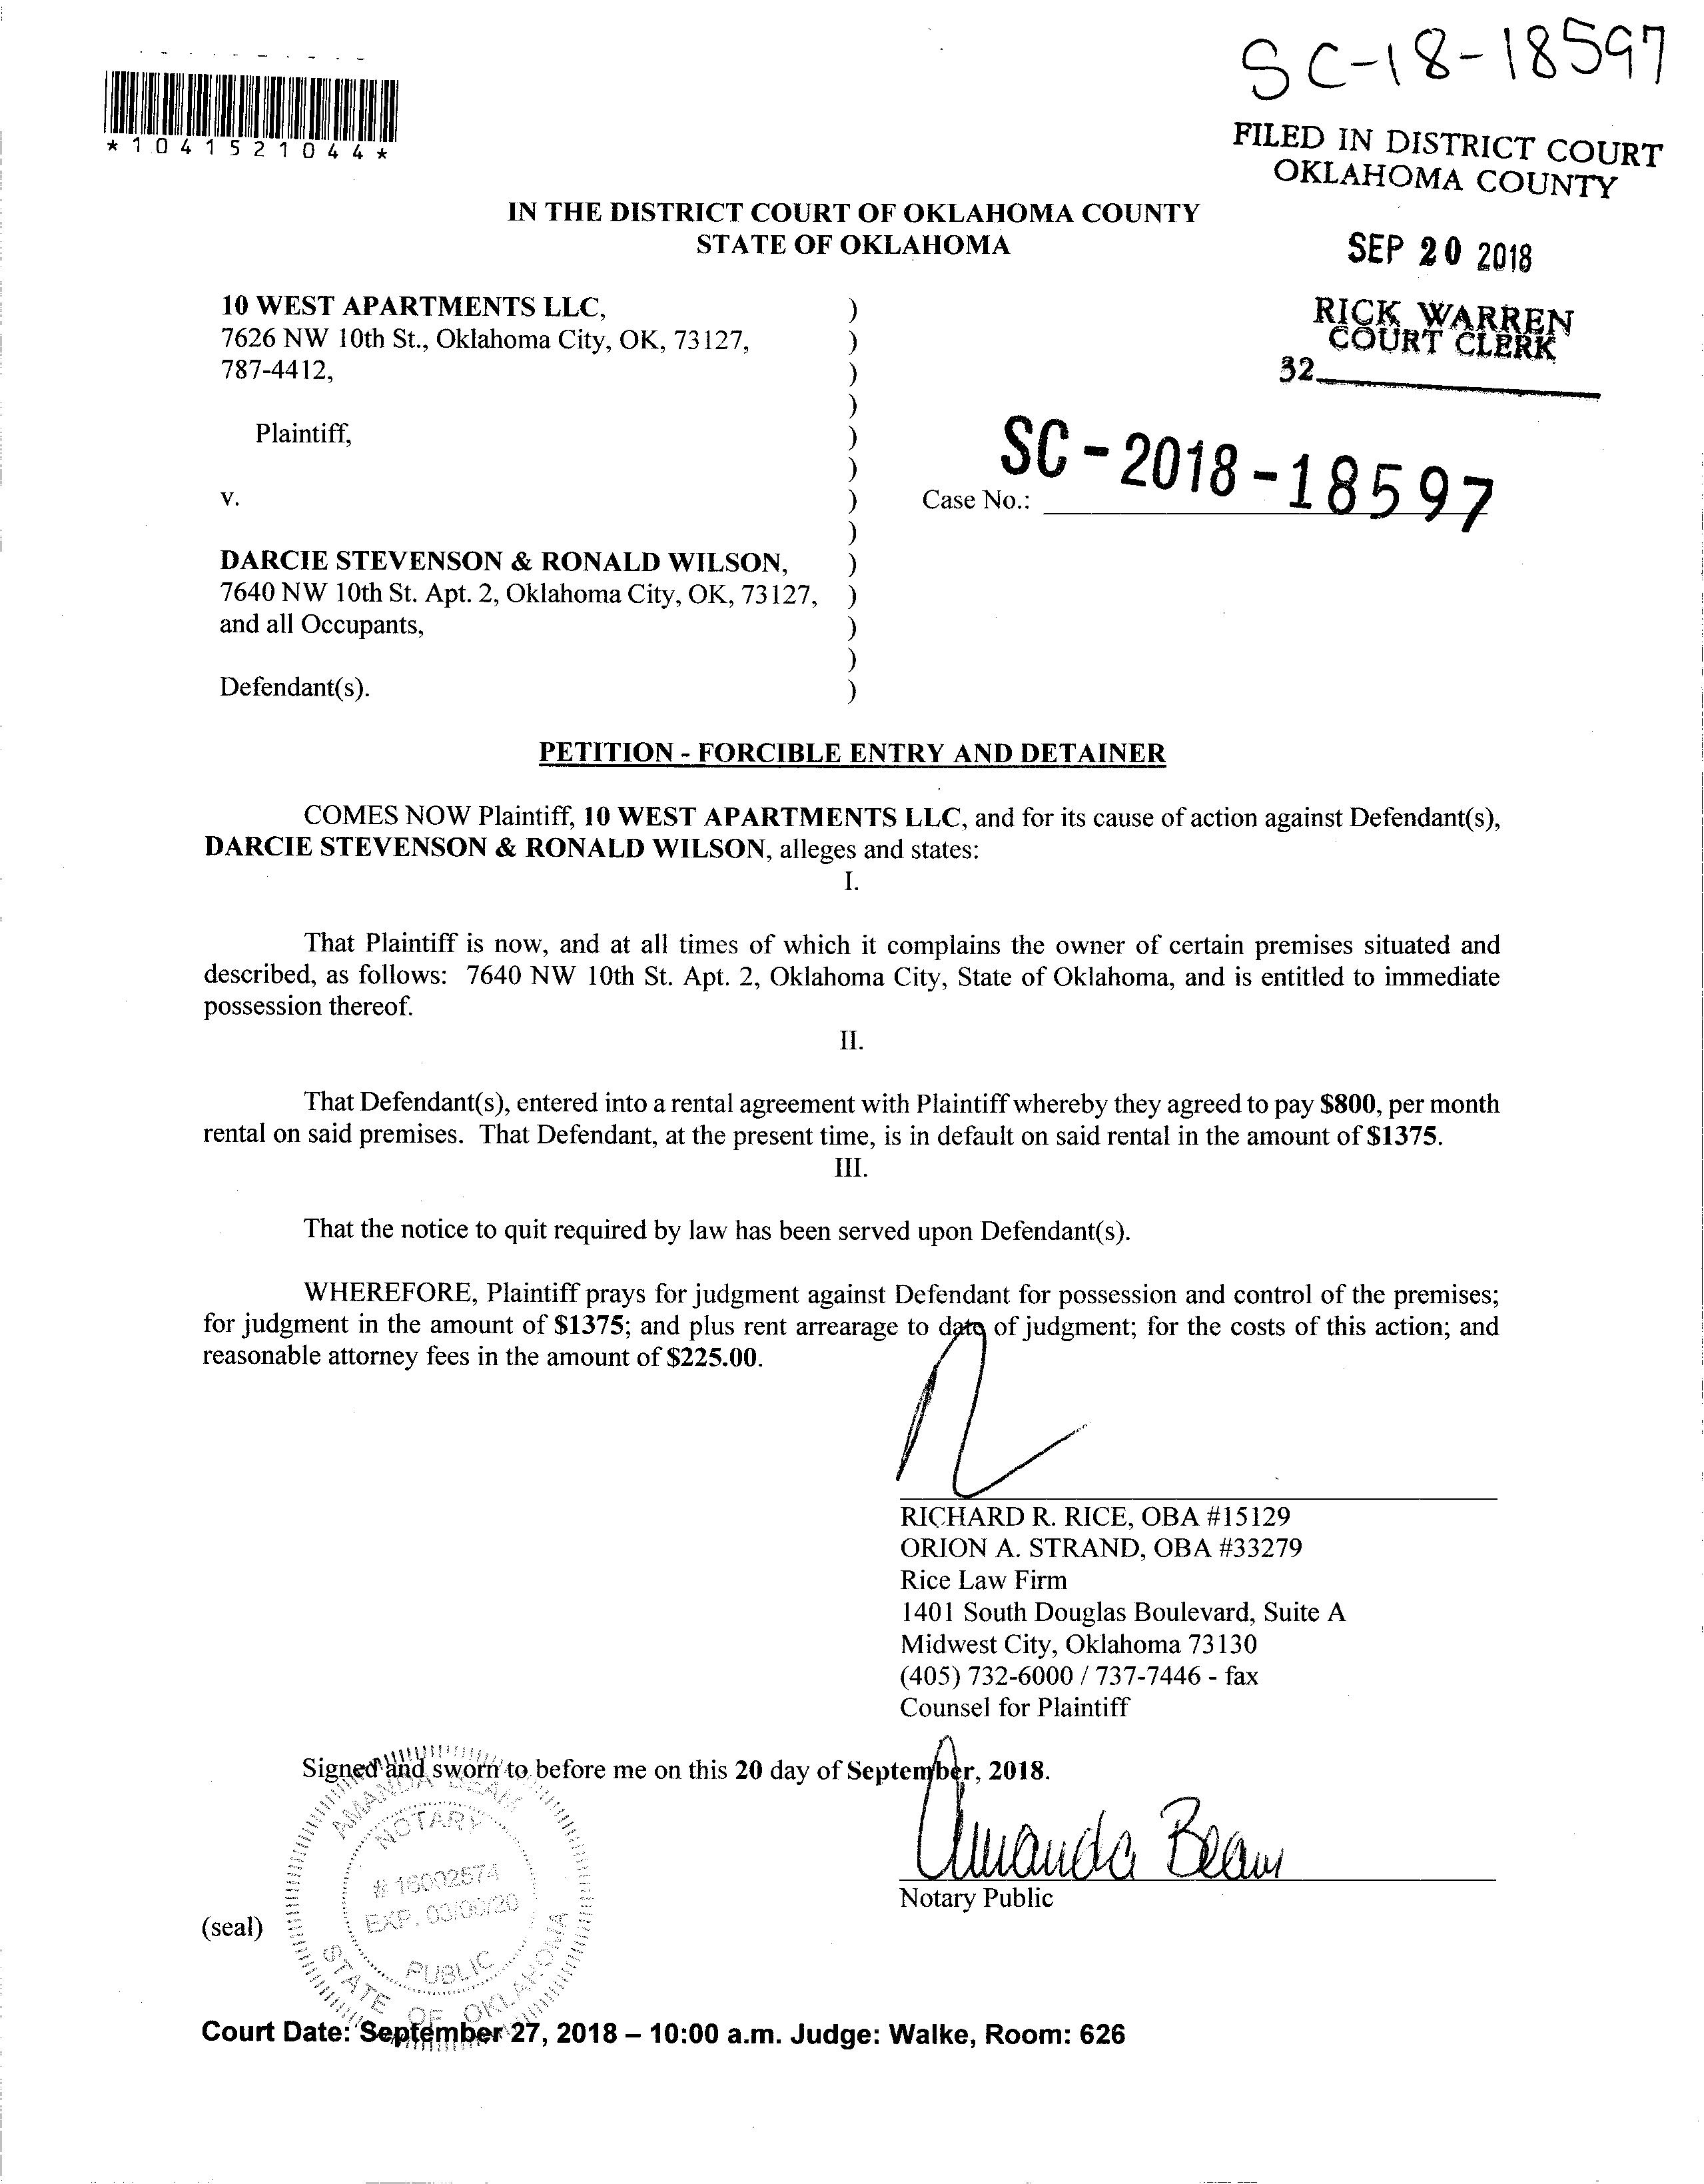 SC-18-18597
*1041521044*
FILED IN DISTRICT COURT
OKLAHOMA COUNTY
IN THE DISTRICT COURT OF OKLAHOMA COUNTY
STATE OF OKLAHOMA
SEP 20 2018
RICK WARREN
COURT CLERK
32
10 WEST APARTMENTS LLC, )
7626 NW 10th St., Oklahoma City, OK, 73127, )
787-4412, )
)
Plaintiff, )
)
SC-2018-18597
v. ) Case No.:
)
DARCIE STEVENSON & RONALD WILSON, )
7640 NW 10th St. Apt. 2, Oklahoma City, OK, 73127, )
and all Occupants, )
)
Defendant(s). )
PETITION - FORCIBLE ENTRY AND DETAINER
COMES NOW Plaintiff, 10 WEST APARTMENTS LLC, and for its cause of action against Defendant(s),
DARCIE STEVENSON & RONALD WILSON, alleges and states:
I.
That Plaintiff is now, and at all times of which it complains the owner of certain premises situated and
described, as follows: 7640 NW 10th St. Apt. 2, Oklahoma City, State of Oklahoma, and is entitled to immediate
possession thereof.
II.
That Defendant(s), entered into a rental agreement with Plaintiff whereby they agreed to pay $800, per month
rental on said premises. That Defendant, at the present time, is in default on said rental in the amount of $1375.
III.
That the notice to quit required by law has been served upon Defendant(s).
WHEREFORE, Plaintiff prays for judgment against Defendant for possession and control of the premises;
for judgment in the amount of $1375; and plus rent arrearage to date of judgment; for the costs of this action; and
reasonable attorney fees in the amount of $225.00.
RICHARD R. RICE, OBA #15129
ORION A. STRAND, OBA #33279
Rice Law Firm
1401 South Douglas Boulevard, Suite A
Midwest City, Oklahoma 73130
(405) 732-6000 / 737-7446 - fax
Counsel for Plaintiff
Signed and sworn to before me on this 20 day of September, 2018.
AMANDA BEAM
NOTARY
# 16002574
EXP. 03/
PUBLIC
STATE OF OKLAHOMA
Amanda Beam
Notary Public
(seal)
Court Date: September 27, 2018 – 10:00 a.m. Judge: Walke, Room: 626